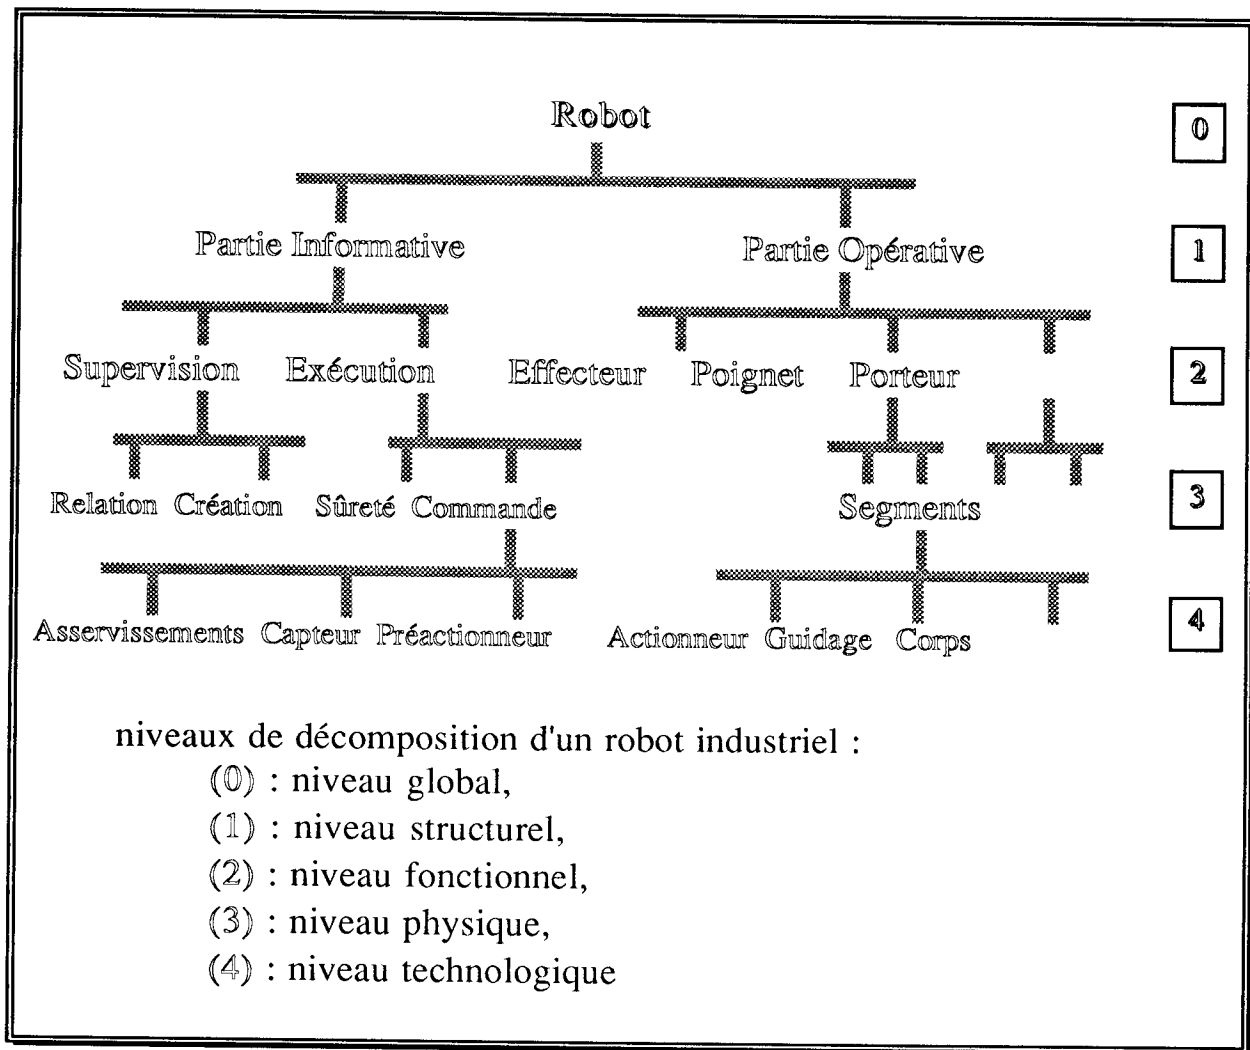 Robot 0
Partie Informative Partie Opérative 1
Supervision Exécution Effecteur Poignet Porteur 2
Relation Création Sûreté Commande Segments 3
Asservissements Capteur Préactionneur Actionneur Guidage Corps 4
niveaux de décomposition d'un robot industriel :
(0) : niveau global,
(1) : niveau structurel,
(2) : niveau fonctionnel,
(3) : niveau physique,
(4) : niveau technologique